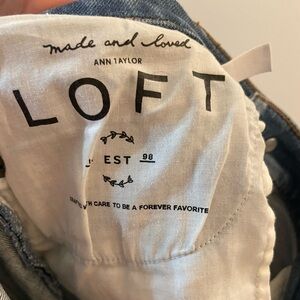 made and loved
ANN TAYLOR
LOFT
EST 98
WITH CARE TO BE A FOREVER FAVORITE